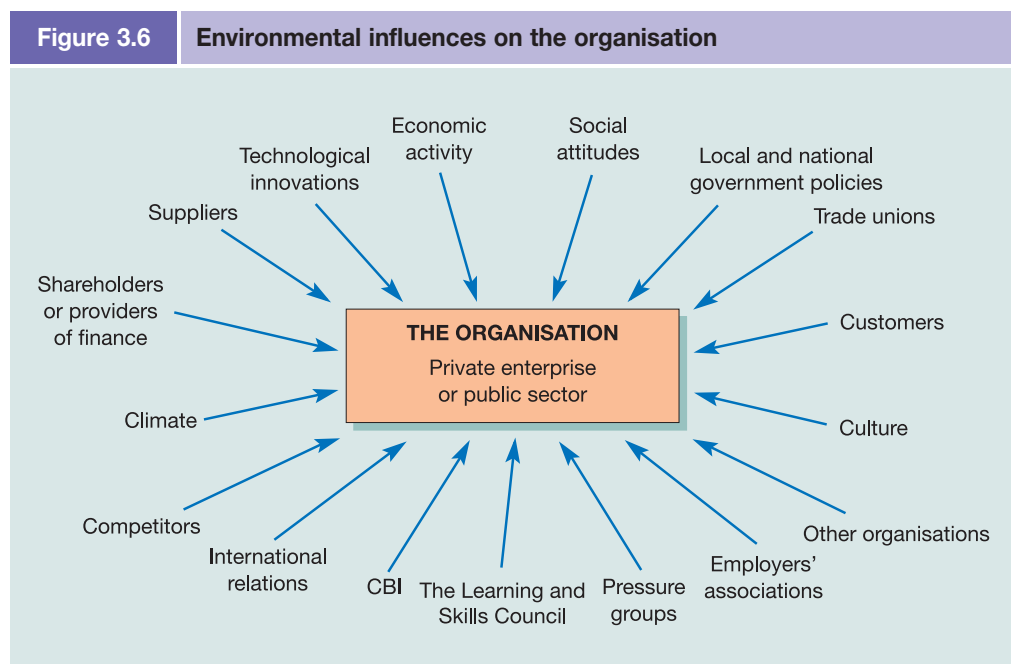 Figure 3.6
Environmental influences on the organisation
Economic
activity
Social
attitudes
Technological
innovations
Local and national
government policies
Suppliers
Trade unions
Shareholders
or providers
of finance
THE ORGANISATION
Private enterprise
or public sector
Customers
Climate
Culture
Competitors
Other organisations
International
relations
CBI
The Learning and
Skills Council
Pressure
groups
Employers'
associations